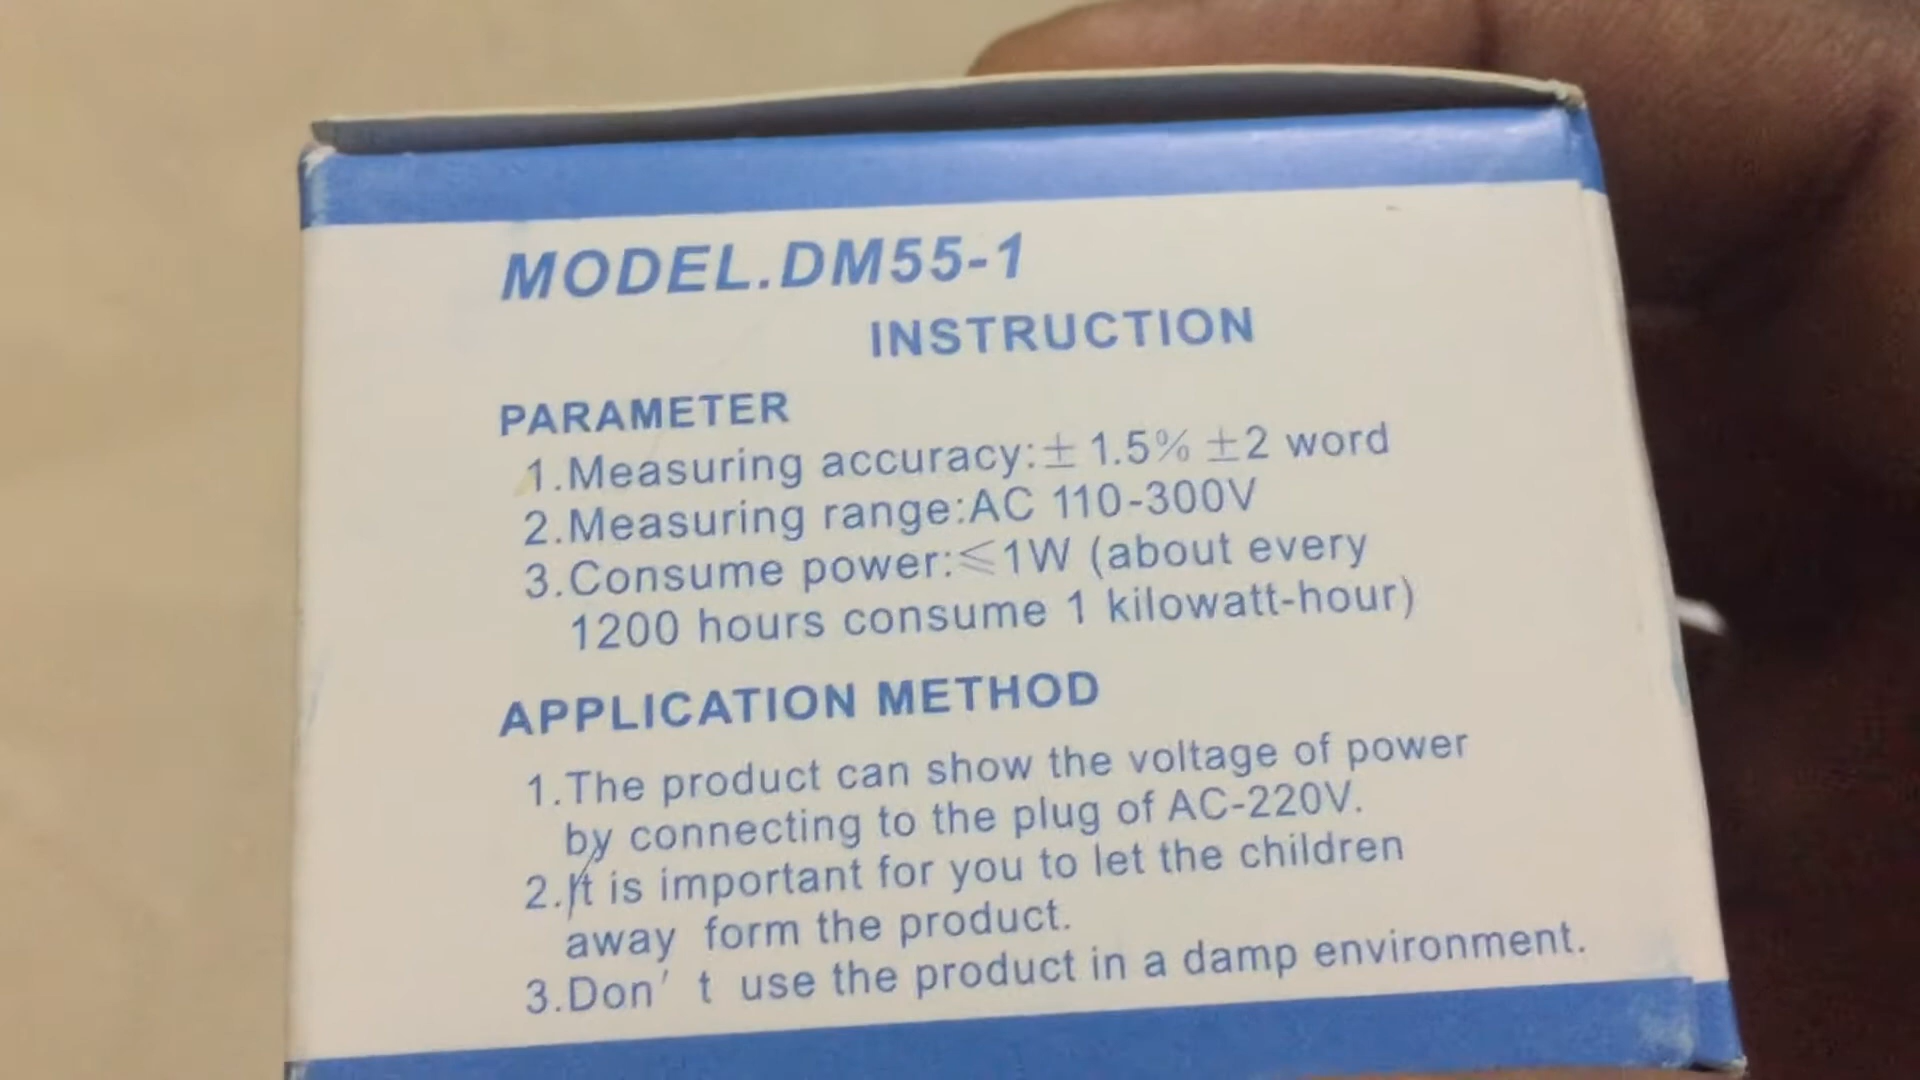 MODEL.DM55-1
INSTRUCTION
PARAMETER
1.Measuring accuracy:± 1.5% ±2 word
2.Measuring range:AC 110-300V
3.Consume power:⩽1W (about every
1200 hours consume 1 kilowatt-hour)
APPLICATION METHOD
1.The product can show the voltage of power
by connecting to the plug of AC-220V.
2.It is important for you to let the children
away form the product.
3.Don' t use the product in a damp environment.